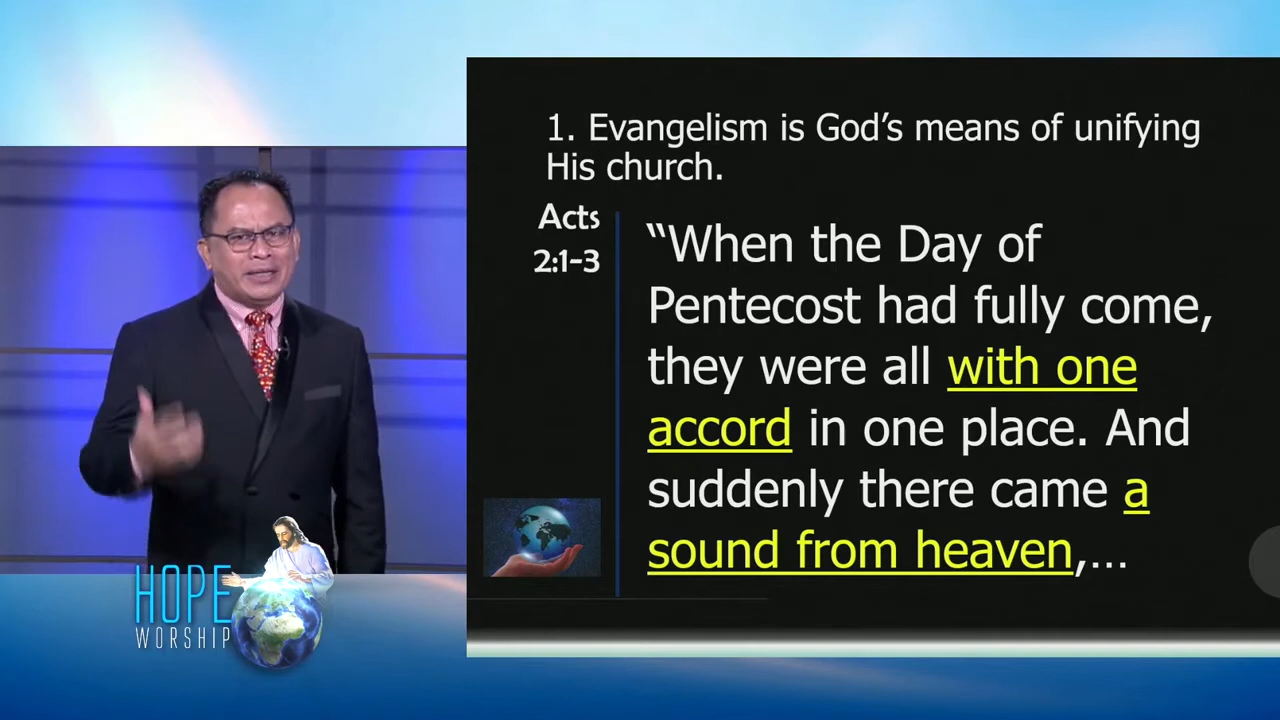 1. Evangelism is God's means of unifying
His church.
Acts
2:1-3
“When the Day of
Pentecost had fully come,
they were all with one
accord in one place. And
suddenly there came a
sound from heaven,...
HOPE
WORSHIP